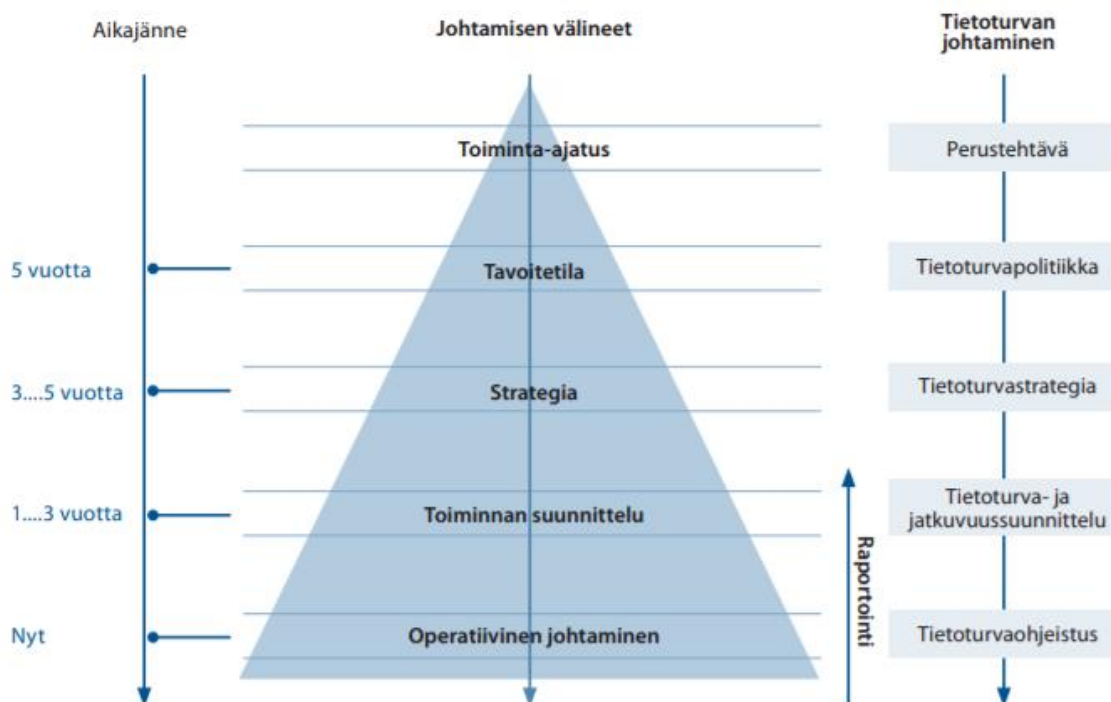 Aikajänne
Johtamisen välineet
Tietoturvan
johtaminen
Toiminta-ajatus
Perustehtävä
5 vuotta
Tavoitetila
Tietoturvapolitiikka
3....5 vuotta
Strategia
Tietoturvastrategia
1....3 vuotta
Toiminnan suunnittelu
Tietoturva- ja
jatkuvuussuunnittelu
Raportointi
Nyt
Operatiivinen johtaminen
Tietoturvaohjeistus